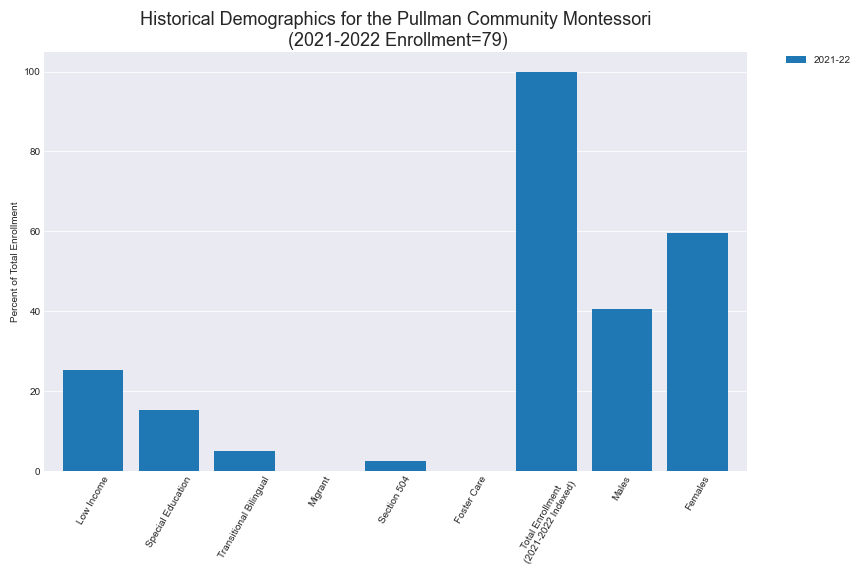 Historical Demographics for the Pullman Community Montessori
(2021-2022 Enrollment=79)
2021-22
Percent of Total Enrollment
100
80
60
40
20
0
Low Income
Special Education
Transitional Bilingual
Migrant
Section 504
Foster Care
Total Enrollment
(2021-2022 Indexed)
Males
Females